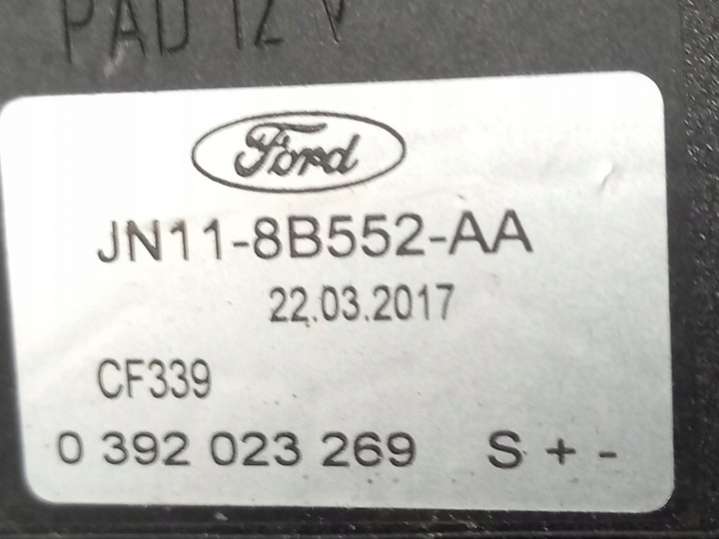 PAD 12 V
Ford
JN11-8B552-AA
22.03.2017
CF339
0 392 023 269 S + -